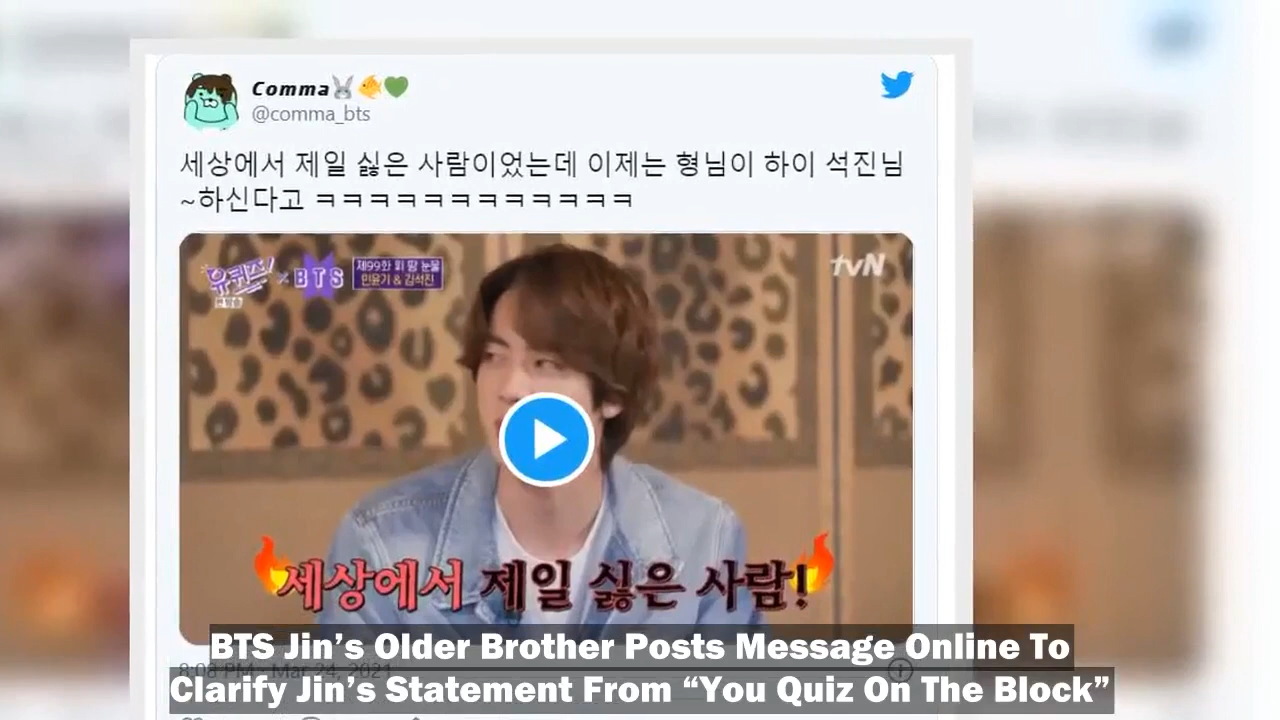 Comma🐰🐠💚
@comma_bts
세상에서 제일 싫은 사람이었는데 이제는 형님이 하이 석진님
~하신다고 ㅋㅋㅋㅋㅋㅋㅋㅋㅋㅋㅋㅋ
유퀴즈! × BTS 제99화 피 땀 눈물
민윤기 & 김석진
tvN
세상에서 제일 싫은 사람!
8:08 PM · Mar 24, 2021
BTS Jin’s Older Brother Posts Message Online To
Clarify Jin’s Statement From “You Quiz On The Block”